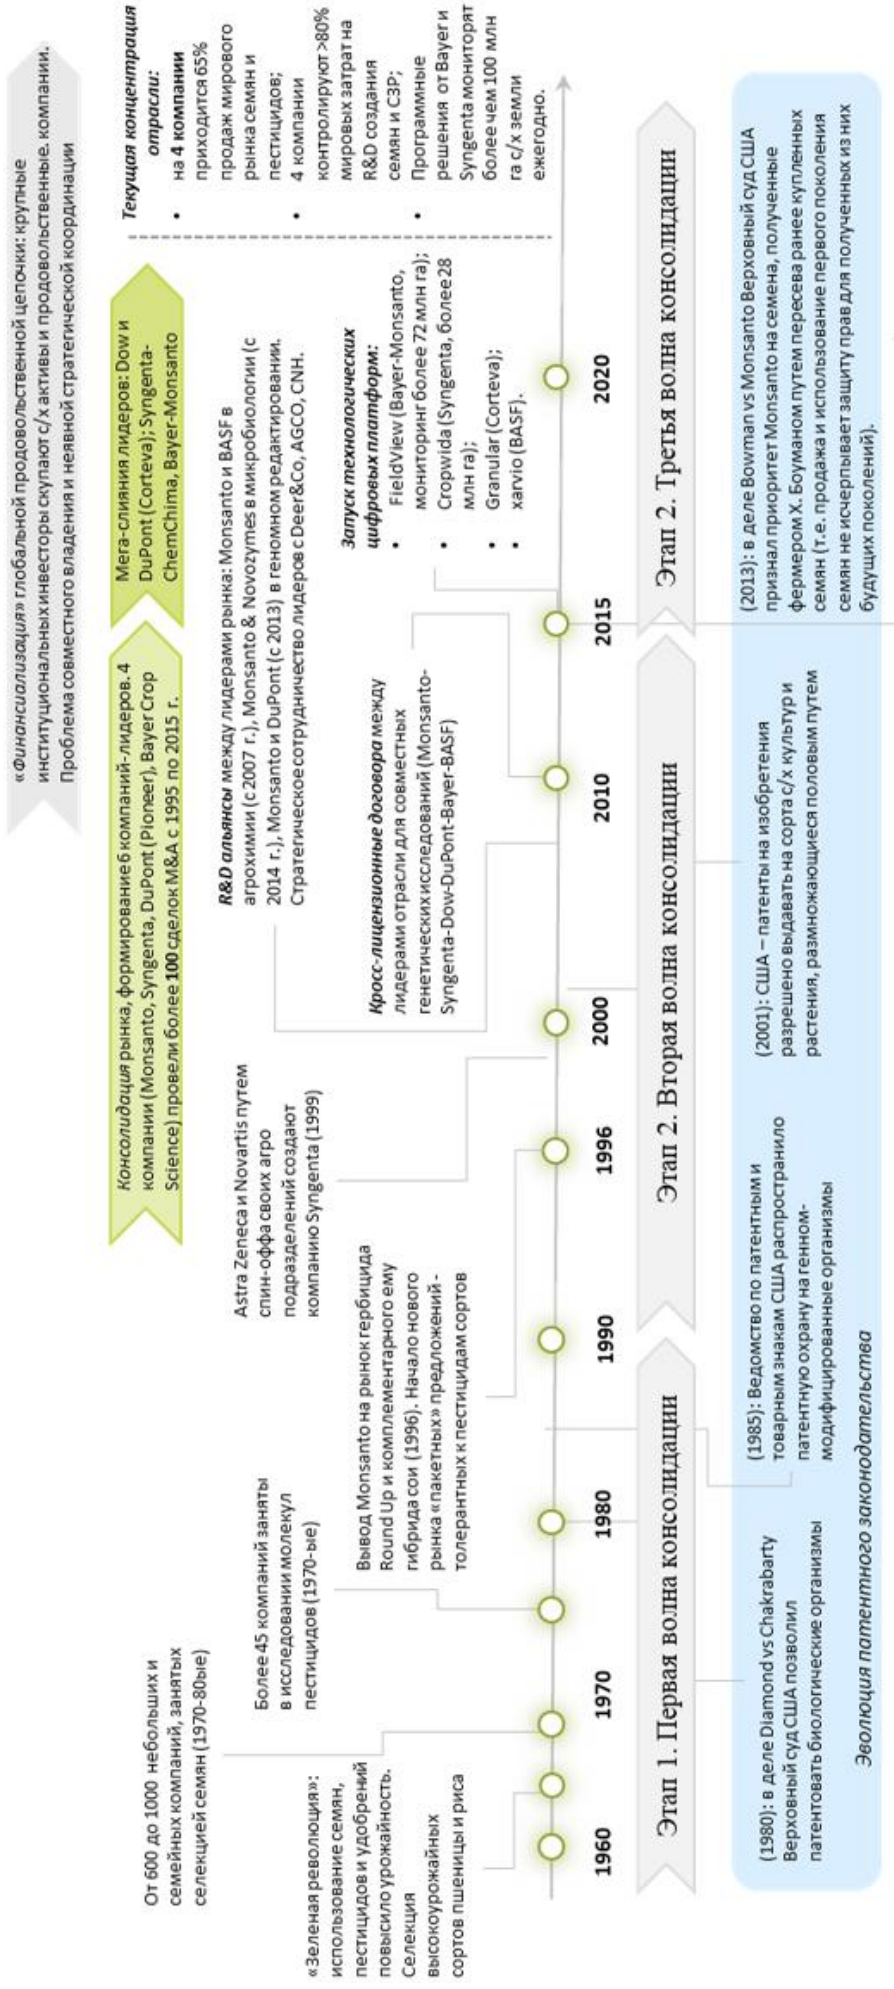 «Финансиализация» глобальной продовольственной цепочки: крупные
институциональных инвесторы скупают с/х активы и продовольственные. компании.
Проблема совместного владения и неявной стратегической координации
Консолидация рынка, формирование 6 компаний-лидеров. 4
компании (Monsanto, Syngenta, DuPont (Pioneer), Bayer Crop
Science) провели более 100 сделок M&A с 1995 по 2015 г.
Мега-слияния лидеров: Dow и
DuPont (Corteva); Syngenta-
ChemChima, Bayer-Monsanto
Текущая концентрация
отрасли:
• на 4 компании
приходится 65%
продаж мирового
рынка семян и
пестицидов;
• 4 компании
контролируют >80%
мировых затрат на
R&D создания
семян и СЗР;
• Программные
решения от Bayer и
Syngenta мониторят
более чем 100 млн
га с/х земли
ежегодно.
От 600 до 1000 небольших и
семейных компаний, занятых
селекцией семян (1970-80ые)
Более 45 компаний заняты
в исследовании молекул
пестицидов (1970-ые)
Astra Zeneca и Novartis путем
спин-оффа своих агро
подразделений создают
компанию Syngenta (1999)
R&D альянсы между лидерами рынка: Monsanto и BASF в
агрохимии (с 2007 г.), Monsanto & Novozymes в микробиологии (с
2014 г.), Monsanto и DuPont (с 2013) в геномном редактировании.
Стратегическое сотрудничество лидеров с Deer&Co, AGCO, CNH.
«Зеленая революция»:
использование семян,
пестицидов и удобрений
повысило урожайность.
Селекция
высокоурожайных
сортов пшеницы и риса
Вывод Monsanto на рынок гербицида
Round Up и комплементарного ему
гибрида сои (1996). Начало нового
рынка «пакетных» предложений -
толерантных к пестицидам сортов
Кросс-лицензионные договора между
лидерами отрасли для совместных
генетических исследований (Monsanto-
Syngenta-Dow-DuPont-Bayer-BASF)
Запуск технологических
цифровых платформ:
• FieldView (Bayer-Monsanto,
мониторинг более 72 млн га);
• Cropwida (Syngenta, более 28
млн га);
• Granular (Corteva);
• xarvio (BASF).
1960
1970
1980
1990
1996
2000
2010
2015
2020
Этап 1. Первая волна консолидации
Этап 2. Вторая волна консолидации
Этап 2. Третья волна консолидации
(1980): в деле Diamond vs Chakrabarty
Верховный суд США позволил
патентовать биологические организмы
(1985): Ведомство по патентным и
товарным знакам США распространило
патентную охрану на генном-
модифицированные организмы
(2001): США – патенты на изобретения
разрешено выдавать на сорта с/х культур и
растения, размножающиеся половым путем
(2013): в деле Bowman vs Monsanto Верховный суд США
признал приоритет Monsanto на семена, полученные
фермером Х. Боуманом путем пересева ранее купленных
семян (т.е. продажа и использование первого поколения
семян не исчерпывает защиту прав для полученных из них
будущих поколений).
Эволюция патентного законодательства